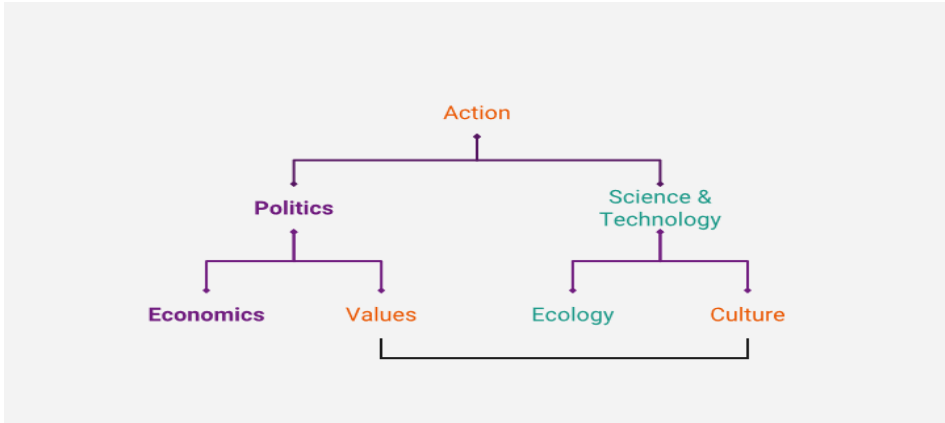 Action
Politics
Science &
Technology
Economics
Values
Ecology
Culture